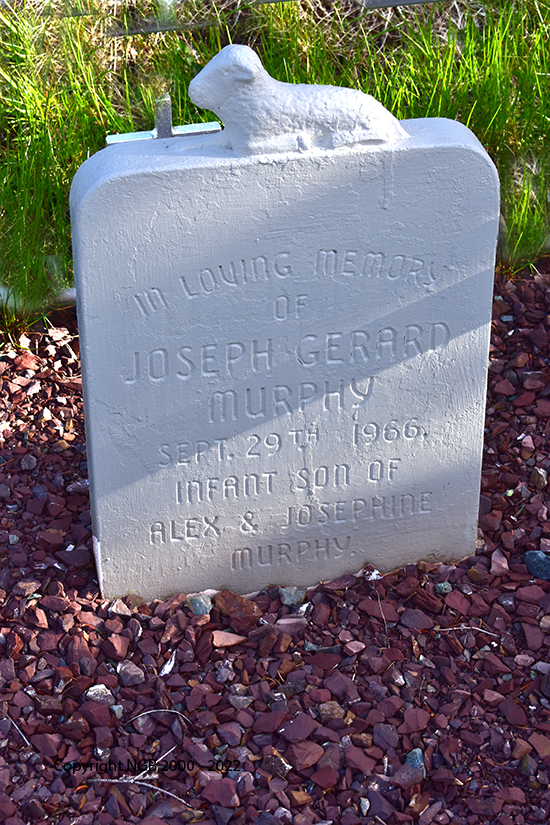 IN LOVING MEMORY
OF
JOSEPH GERARD
MURPHY
SEPT. 29TH 1966.
INFANT SON OF
ALEX & JOSEPHINE
MURPHY.
Copyright NGB 2000 - 2022